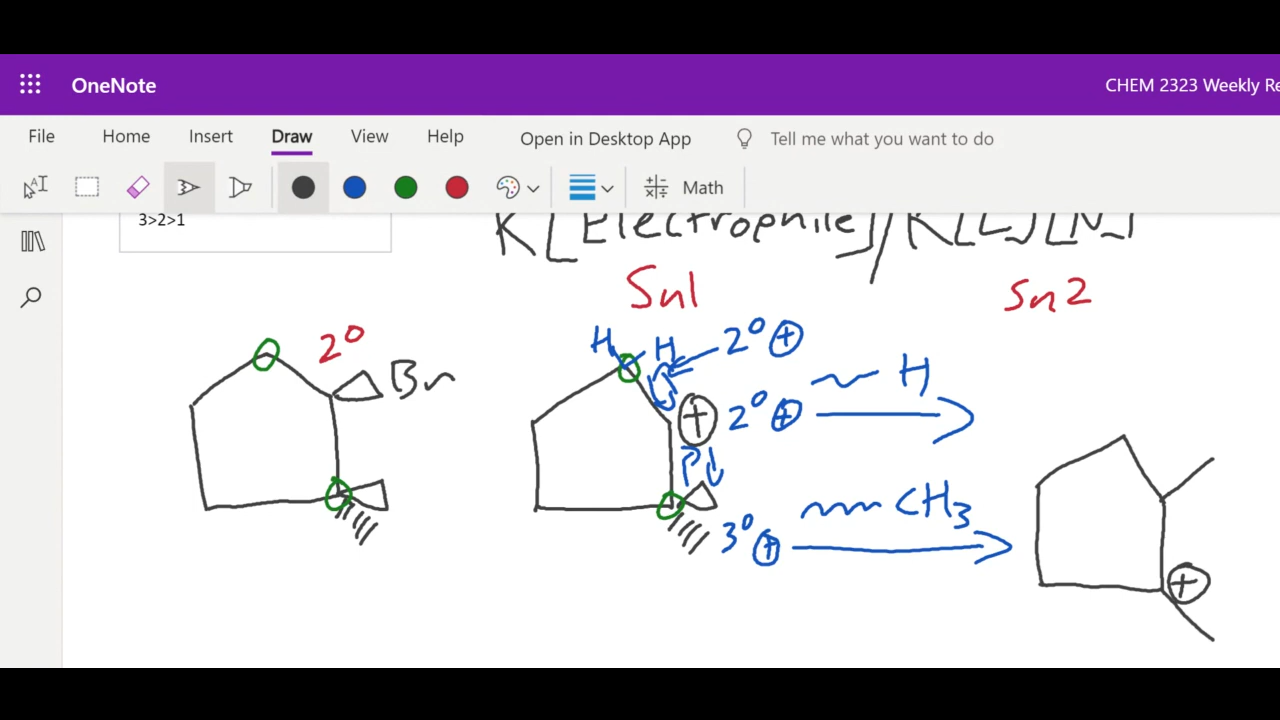 OneNote
CHEM 2323 Weekly Re
File Home Insert Draw View Help Open in Desktop App Tell me what you want to do
A Math
3>2>1
K[Electrophile]/K[L][N]
Sn1
Sn2
2° Br
H H 2° +
+ 2° + H
CH3
3° +
+